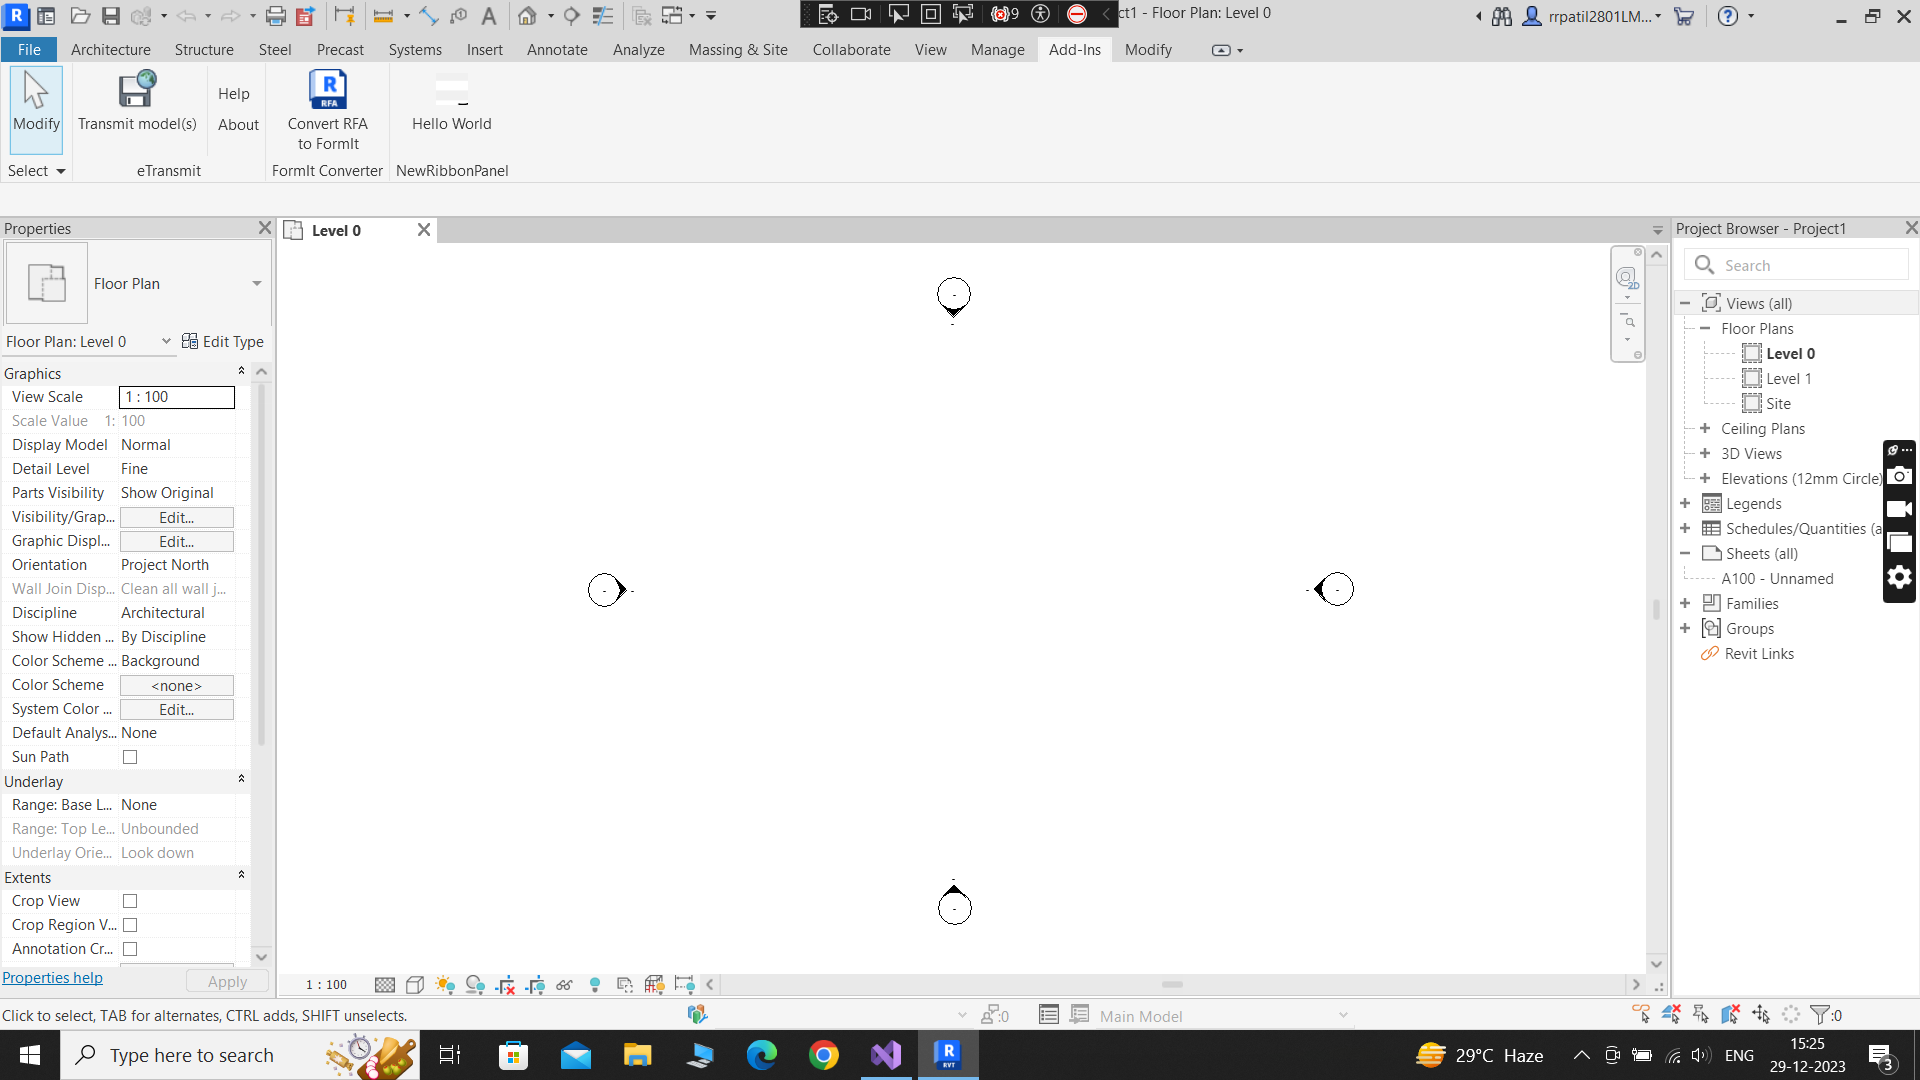 ct1 - Floor Plan: Level 0
rrpatil2801LM...
9
File
Architecture
Structure
Steel
Precast
Systems
Insert
Annotate
Analyze
Massing & Site
Collaborate
View
Manage
Add-Ins
Modify
Modify
Transmit model(s)
Help
About
Convert RFA
to FormIt
Hello World
Select
eTransmit
FormIt Converter
NewRibbonPanel
Properties
Floor Plan
Floor Plan: Level 0
Edit Type
Graphics
View Scale 1 : 100
Scale Value 1: 100
Display Model Normal
Detail Level Fine
Parts Visibility Show Original
Visibility/Grap... Edit...
Graphic Displ... Edit...
Orientation Project North
Wall Join Disp... Clean all wall j...
Discipline Architectural
Show Hidden ... By Discipline
Color Scheme ... Background
Color Scheme <none>
System Color ... Edit...
Default Analys... None
Sun Path
Underlay
Range: Base L... None
Range: Top Le... Unbounded
Underlay Orie... Look down
Extents
Crop View
Crop Region V...
Annotation Cr...
Properties help
Apply
Level 0
2D
1 : 100
Project Browser - Project1
Search
Views (all)
Floor Plans
Level 0
Level 1
Site
Ceiling Plans
3D Views
Elevations (12mm Circle)
Legends
Schedules/Quantities (a
Sheets (all)
A100 - Unnamed
Families
Groups
Revit Links
Click to select, TAB for alternates, CTRL adds, SHIFT unselects.
:0
Main Model
:0
Type here to search
29°C Haze
ENG
15:25
29-12-2023
3